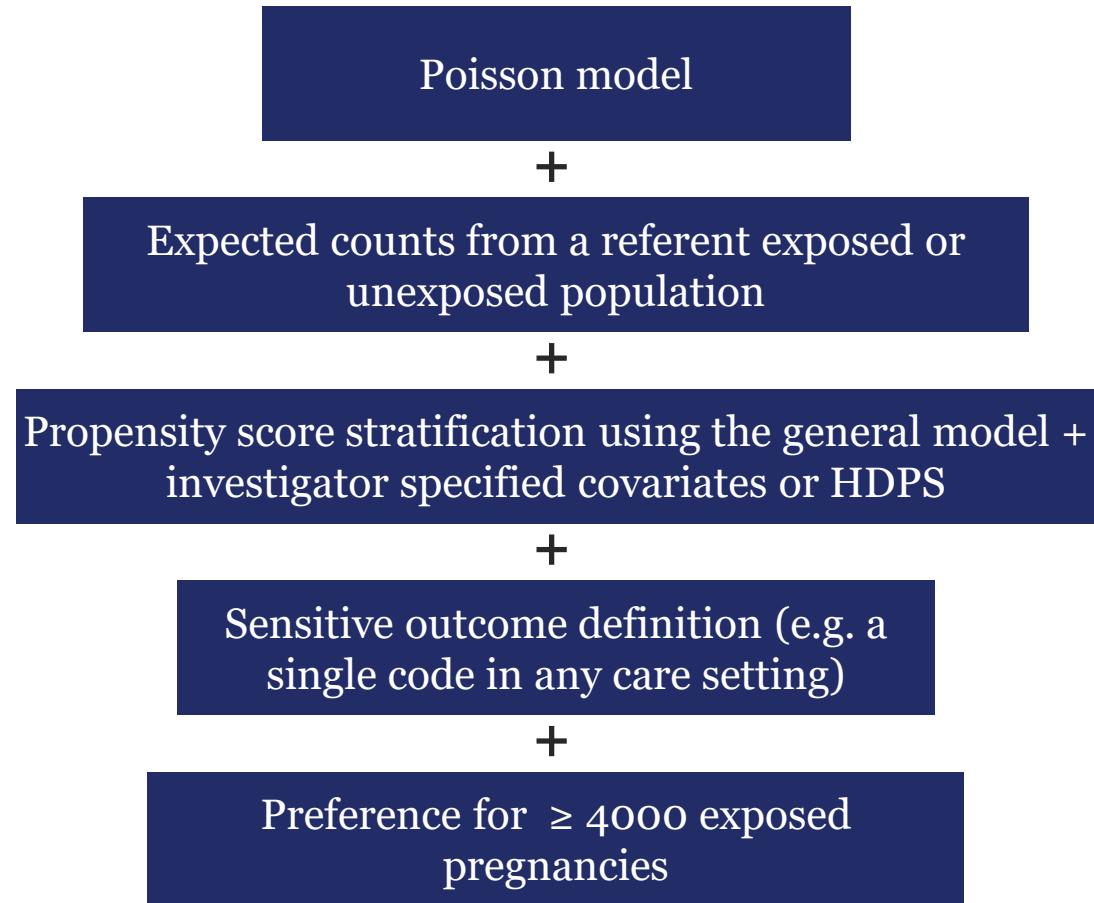 Poisson model
+
Expected counts from a referent exposed or
unexposed population
+
Propensity score stratification using the general model +
investigator specified covariates or HDPS
+
Sensitive outcome definition (e.g. a
single code in any care setting)
+
Preference for ≥ 4000 exposed
pregnancies